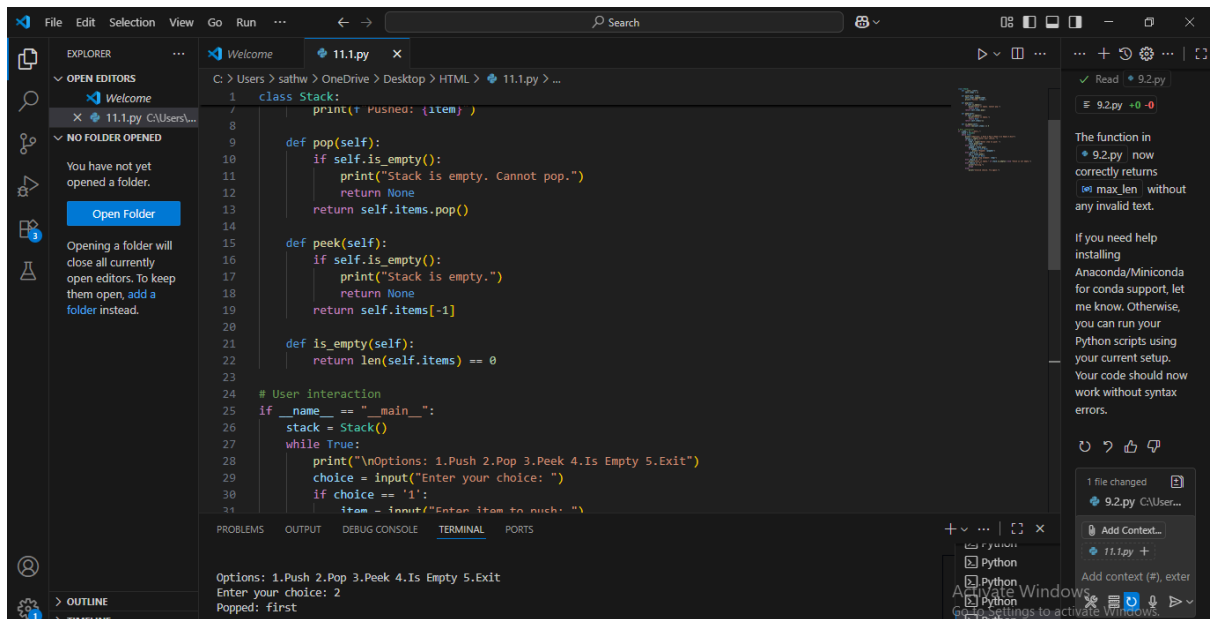 File Edit Selection View Go Run ··· Search
EXPLORER ···
OPEN EDITORS
Welcome
11.1.py C:\Users\...
NO FOLDER OPENED
You have not yet
opened a folder.
Open Folder
Opening a folder will
close all currently
open editors. To keep
them open, add a
folder instead.
OUTLINE
TIMELINE
3
1
Welcome 11.1.py
C: > Users > sathw > OneDrive > Desktop > HTML > 11.1.py > ...
1 class Stack:
7 print(f"Pushed: {item}")
8
9 def pop(self):
10 if self.is_empty():
11 print("Stack is empty. Cannot pop.")
12 return None
13 return self.items.pop()
14
15 def peek(self):
16 if self.is_empty():
17 print("Stack is empty.")
18 return None
19 return self.items[-1]
20
21 def is_empty(self):
22 return len(self.items) == 0
23
24 # User interaction
25 if __name__ == "__main__":
26 stack = Stack()
27 while True:
28 print("\nOptions: 1.Push 2.Pop 3.Peek 4.Is Empty 5.Exit")
29 choice = input("Enter your choice: ")
30 if choice == '1':
31 item = input("Enter item to push: ")
PROBLEMS OUTPUT DEBUG CONSOLE TERMINAL PORTS
Options: 1.Push 2.Pop 3.Peek 4.Is Empty 5.Exit
Enter your choice: 2
Popped: first
Python
Python
Python
Python
Read 9.2.py
9.2.py +0 -0
The function in
9.2.py now
correctly returns
max_len without
any invalid text.
If you need help
installing
Anaconda/Miniconda
for conda support, let
me know. Otherwise,
you can run your
Python scripts using
your current setup.
Your code should now
work without syntax
errors.
1 file changed
9.2.py C:\User...
Add Context...
11.1.py +
Add context (#), exter
Activate Windows
Go to Settings to activate Windows.